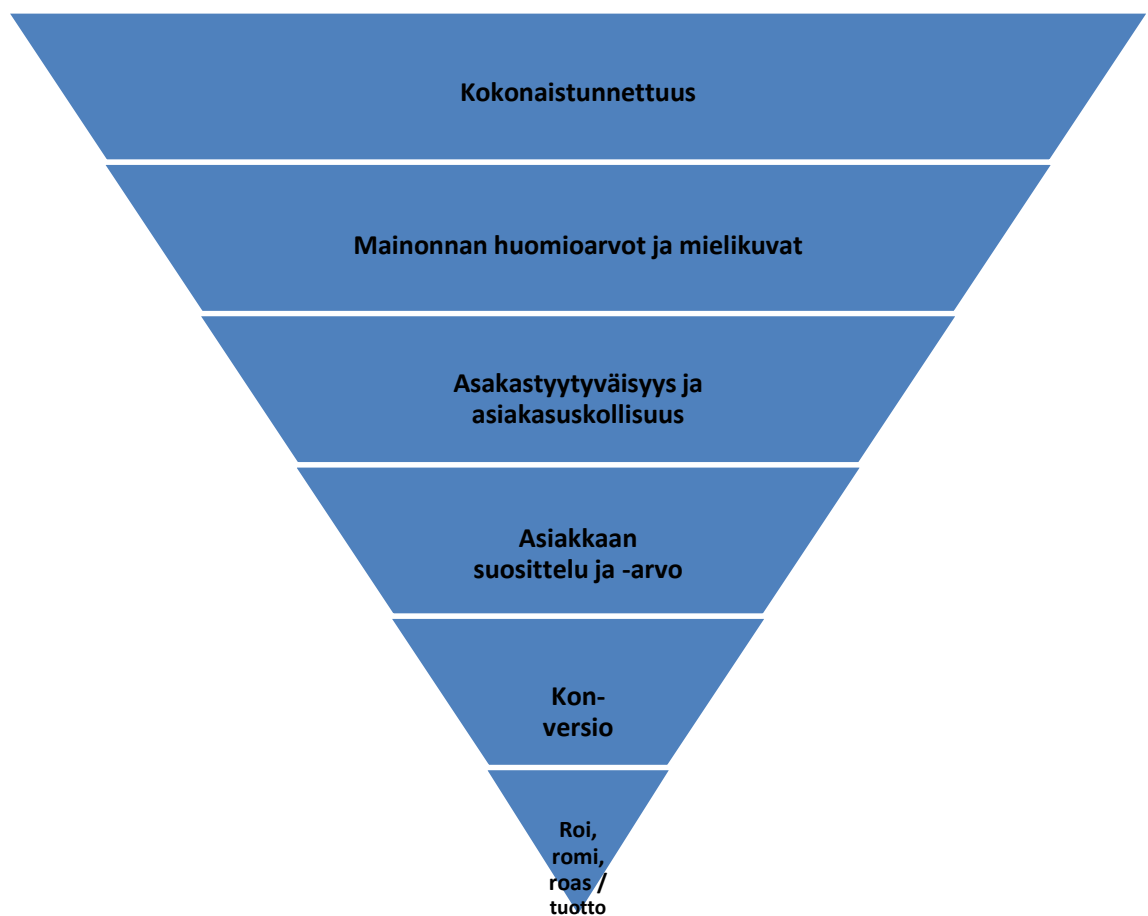 Kokonaistunnettuus
Mainonnan huomioarvot ja mielikuvat
Asakastyytyväisyys ja
asiakasuskollisuus
Asiakkaan
suosittelu ja -arvo
Kon-
versio
Roi,
romi,
roas /
tuotto